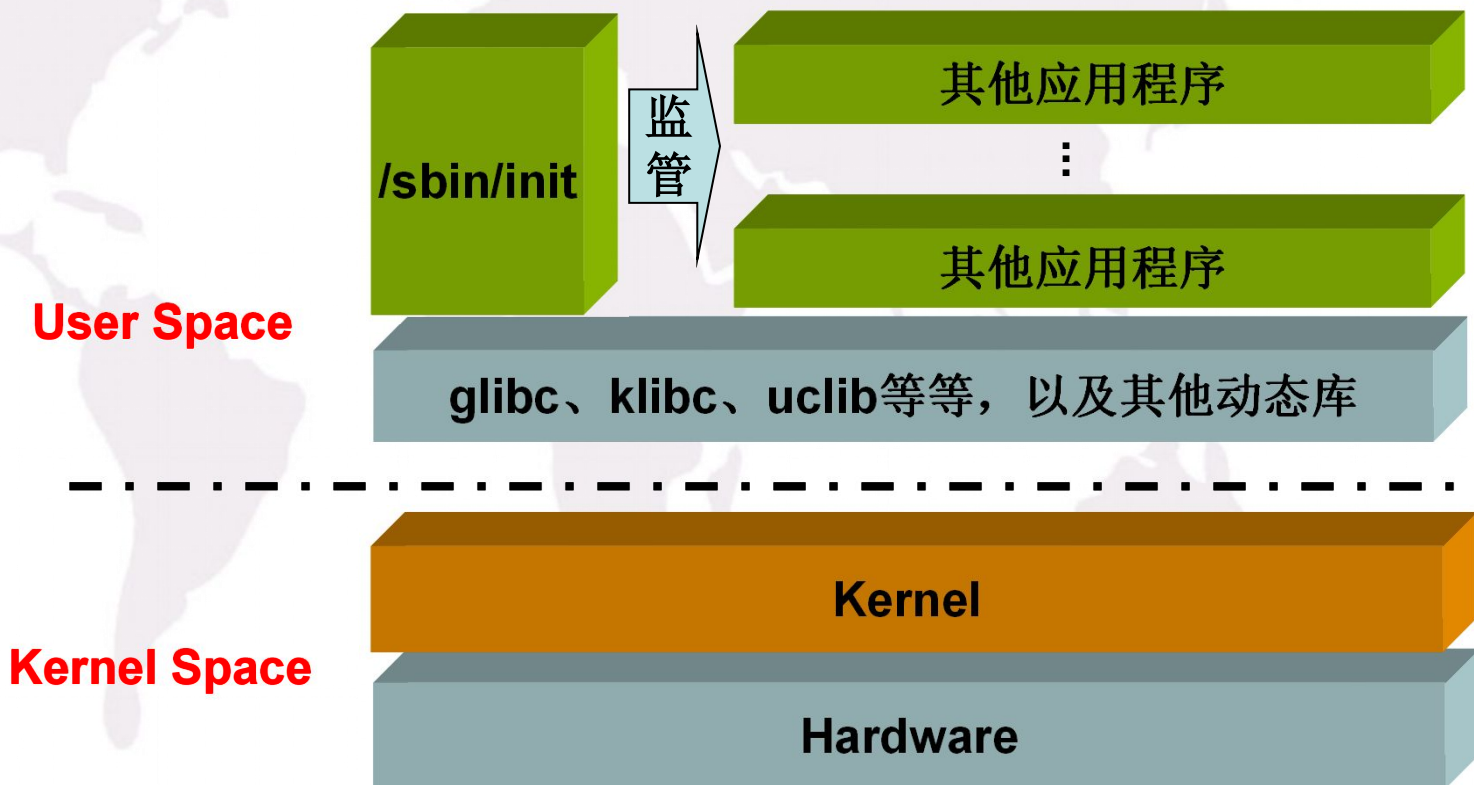 /sbin/init
监
管
其他应用程序
⋮
其他应用程序
User Space
glibc、klibc、uclib等等，以及其他动态库
Kernel
Kernel Space
Hardware